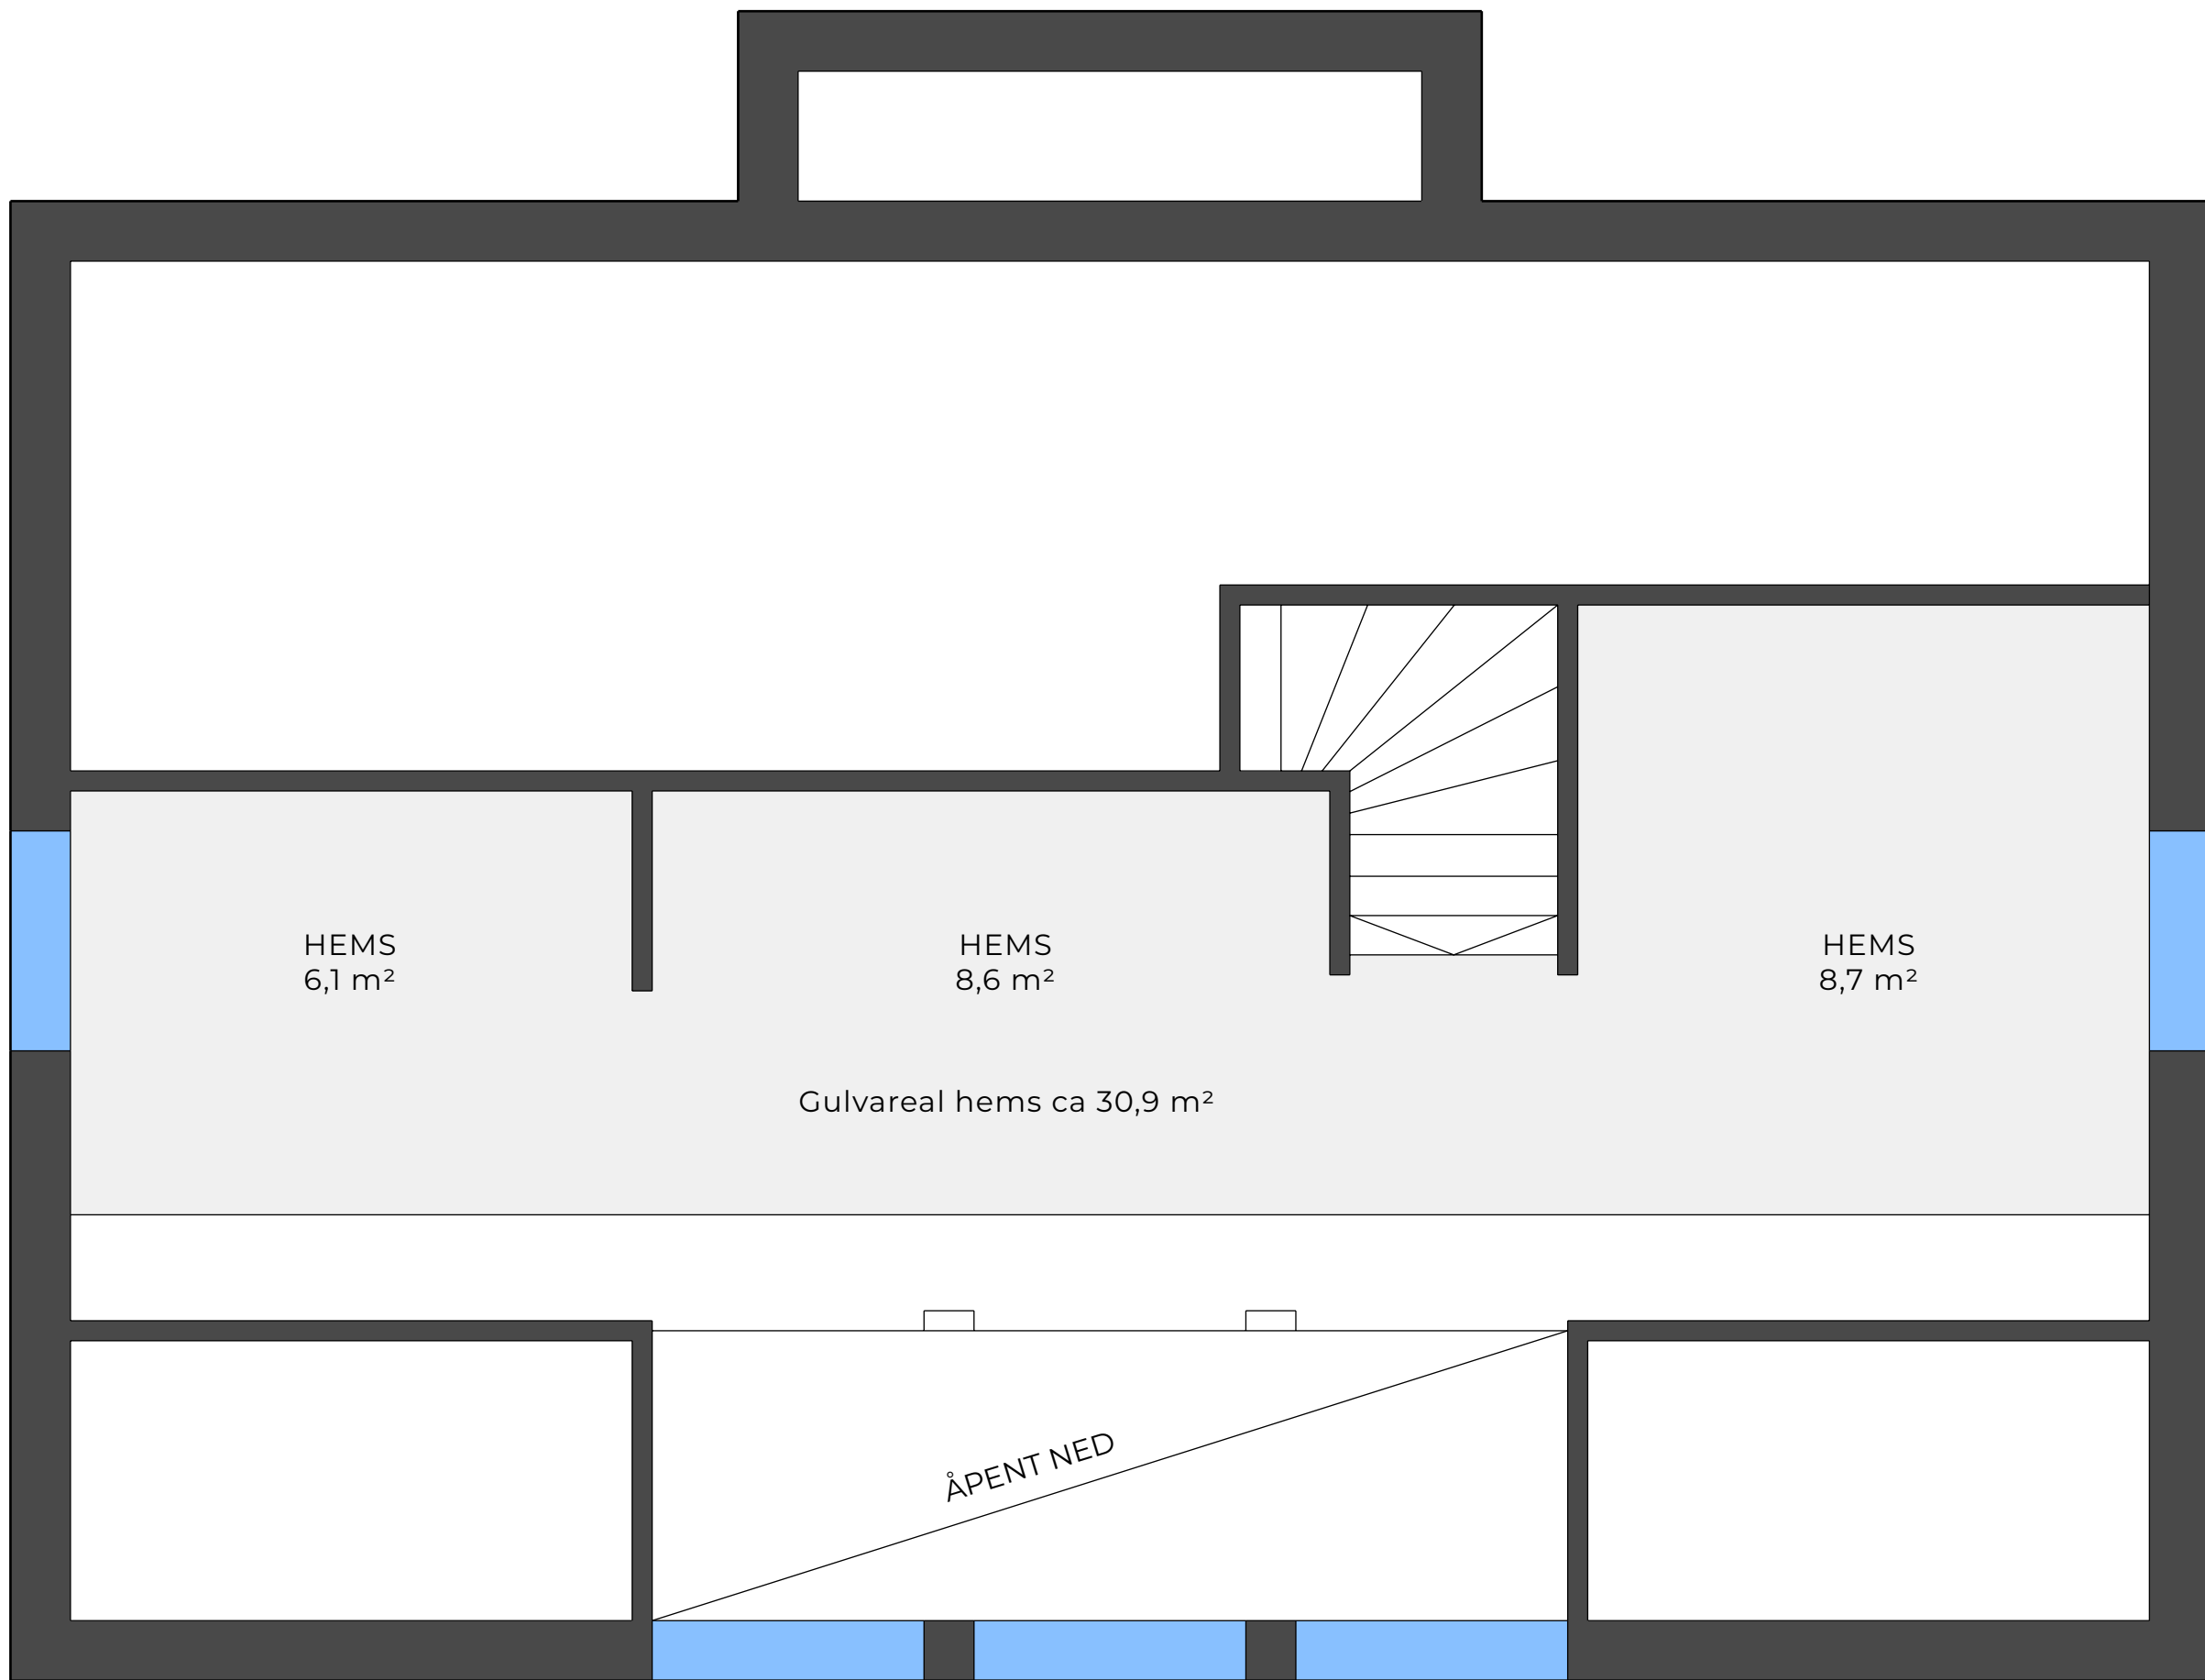 HEMS
6,1 m²
HEMS
8,6 m²
HEMS
8,7 m²
Gulvareal hems ca 30,9 m²
ÅPENT NED